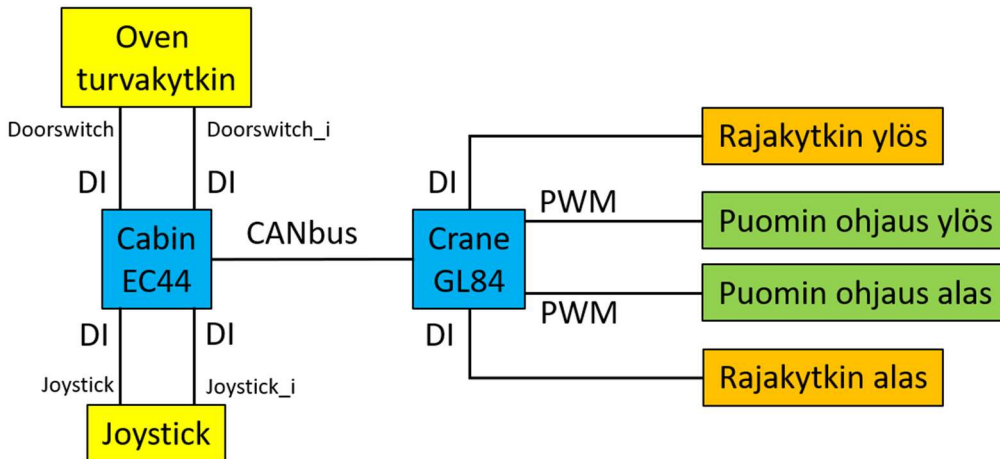 Oven
turvakytkin
Doorswitch
Doorswitch_i
DI
DI
Rajakytkin ylös
DI
PWM
Cabin
EC44
CANbus
Crane
GL84
Puomin ohjaus ylös
Puomin ohjaus alas
DI
DI
DI
PWM
Joystick
Joystick_i
Rajakytkin alas
Joystick